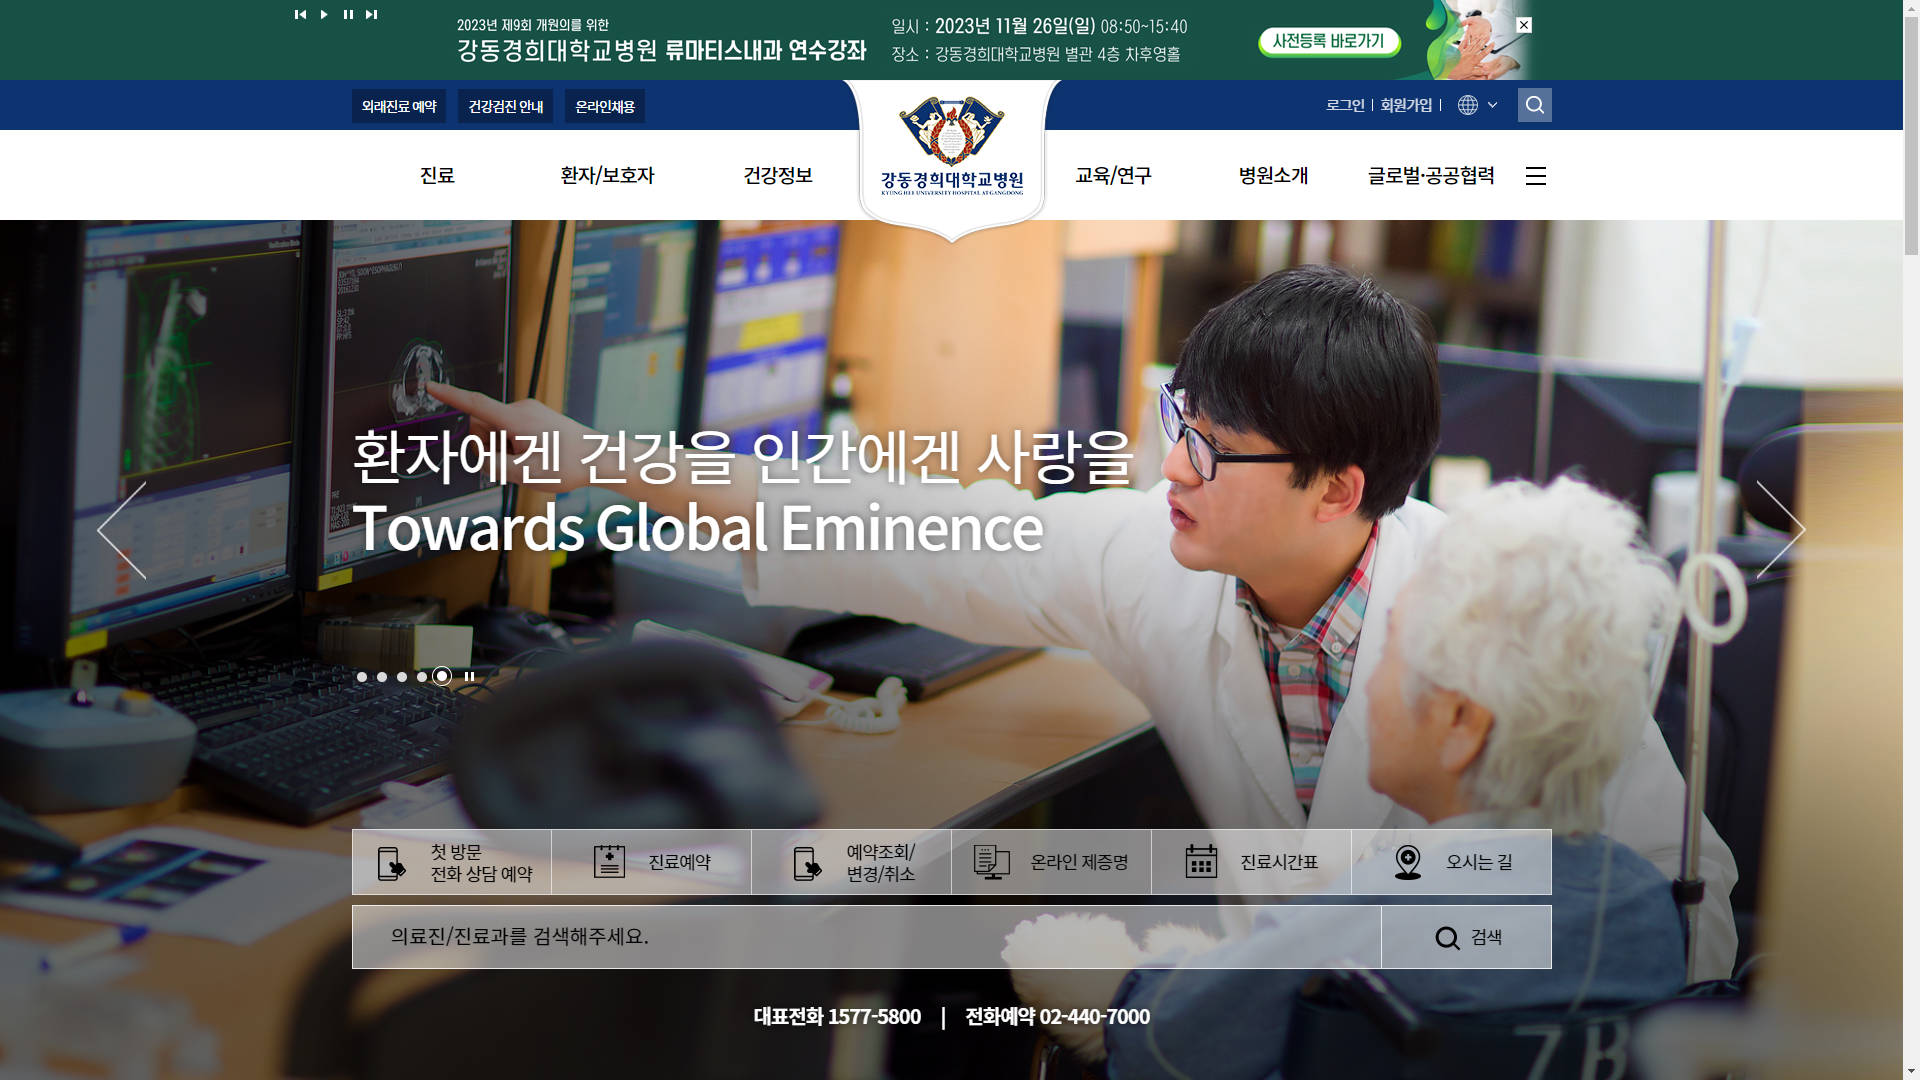 2023년 제9회 개원의를 위한
강동경희대학교병원 류마티스내과 연수강좌
일시 : 2023년 11월 26일(일) 08:50~15:40
장소 : 강동경희대학교병원 별관 4층 차후영홀
사전등록 바로가기
외래진료 예약
건강검진 안내
온라인채용
로그인
회원가입
진료
환자/보호자
건강정보
강동경희대학교병원
KYUNG HEE UNIVERSITY HOSPITAL AT GANGDONG
교육/연구
병원소개
글로벌·공공협력
환자에겐 건강을 인간에겐 사랑을
Towards Global Eminence
첫 방문
전화 상담 예약
진료예약
예약조회/
변경/취소
온라인 제증명
진료시간표
오시는 길
의료진/진료과를 검색해주세요.
검색
대표전화 1577-5800 | 전화예약 02-440-7000